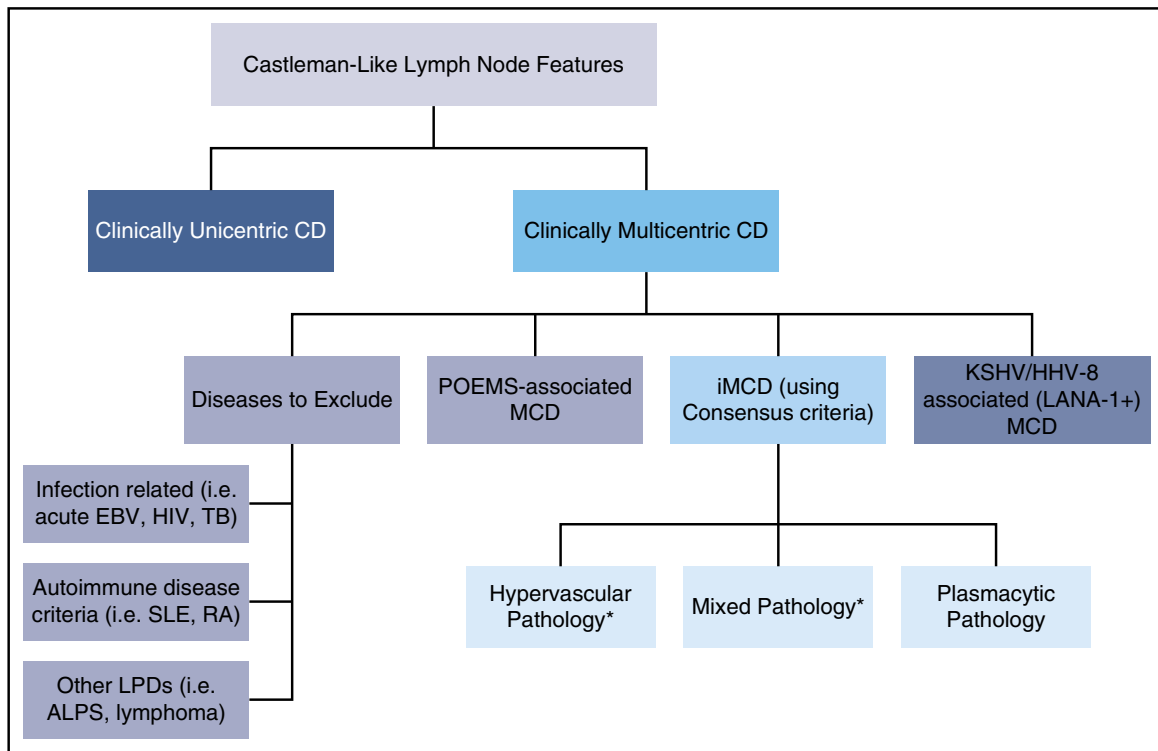 Castleman-Like Lymph Node Features
Clinically Unicentric CD
Clinically Multicentric CD
Diseases to Exclude
POEMS-associated
MCD
iMCD (using
Consensus criteria)
KSHV/HHV-8
associated (LANA-1+)
MCD
Infection related (i.e.
acute EBV, HIV, TB)
Autoimmune disease
criteria (i.e. SLE, RA)
Other LPDs (i.e.
ALPS, lymphoma)
Hypervascular
Pathology*
Mixed Pathology*
Plasmacytic
Pathology